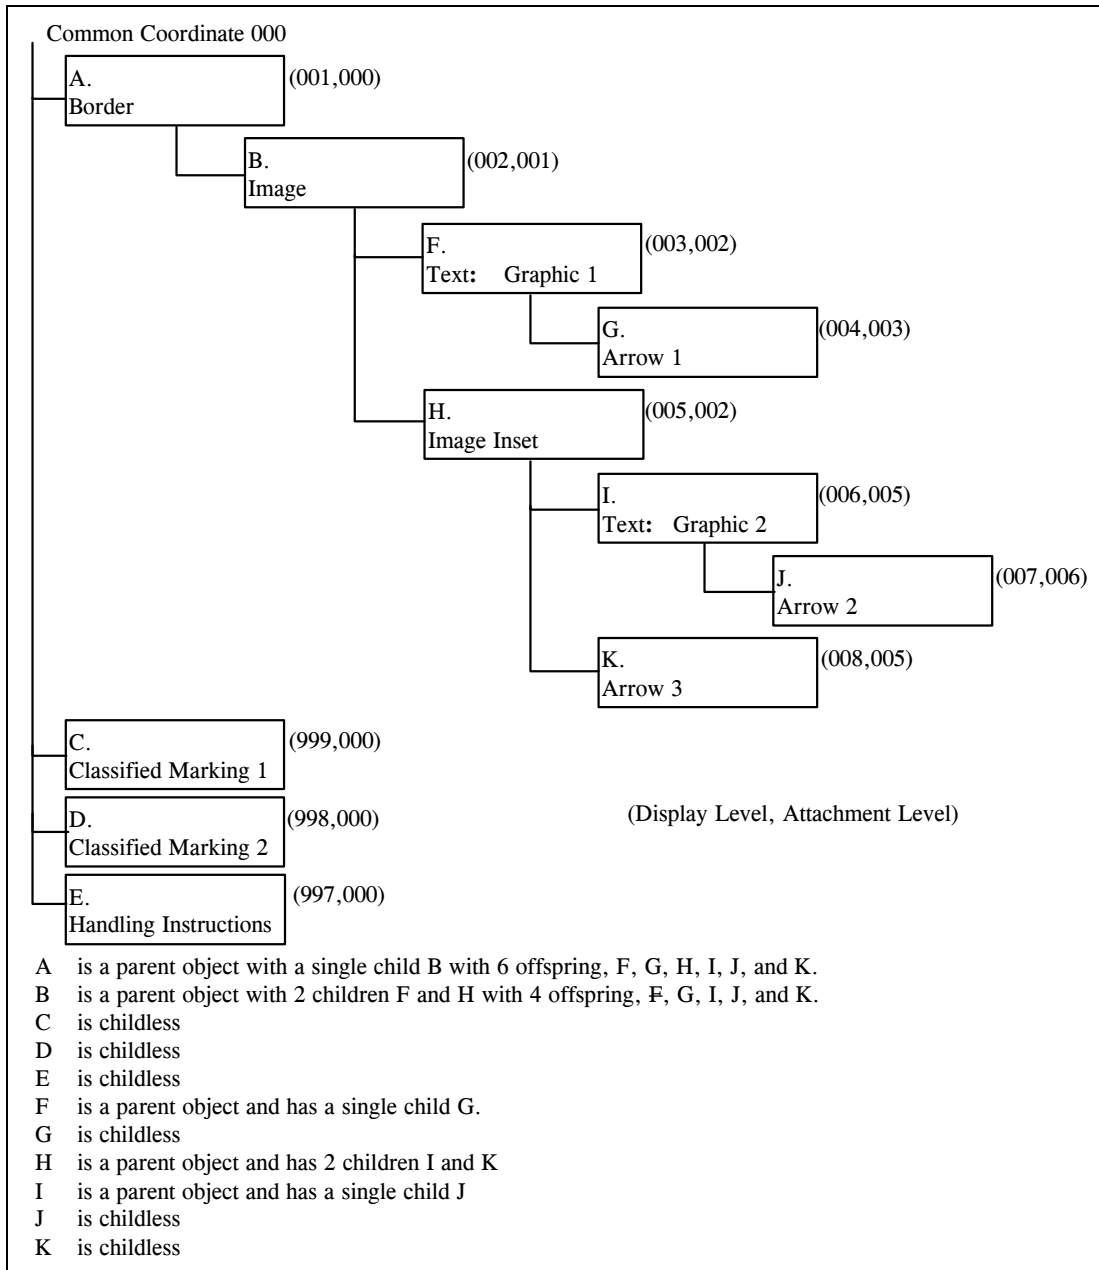 Common Coordinate 000
A.
Border
(001,000)
B.
Image
(002,001)
F.
Text: Graphic 1
(003,002)
G.
Arrow 1
(004,003)
H.
Image Inset
(005,002)
I.
Text: Graphic 2
(006,005)
J.
Arrow 2
(007,006)
K.
Arrow 3
(008,005)
C.
Classified Marking 1
(999,000)
D.
Classified Marking 2
(998,000)
(Display Level, Attachment Level)
E.
Handling Instructions
(997,000)
A is a parent object with a single child B with 6 offspring, F, G, H, I, J, and K.
B is a parent object with 2 children F and H with 4 offspring, F, G, I, J, and K.
C is childless
D is childless
E is childless
F is a parent object and has a single child G.
G is childless
H is a parent object and has 2 children I and K
I is a parent object and has a single child J
J is childless
K is childless